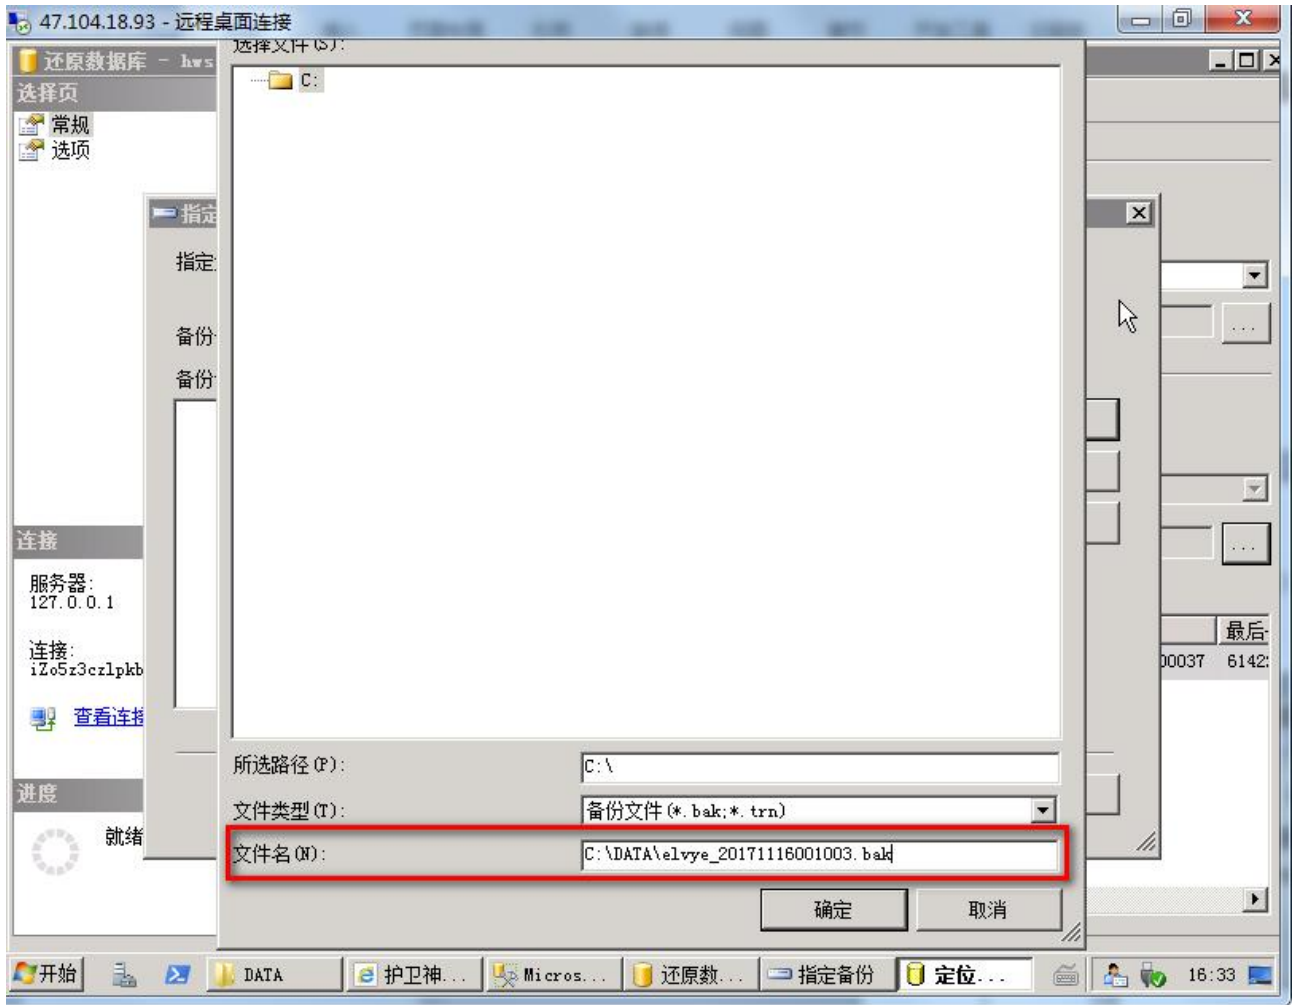 47.104.18.93 - 远程桌面连接
还原数据库 - hws
选择页
常规
选项
选择文件(S):
C:
指定
指定
备份
备份
连接
服务器:
127.0.0.1
连接:
iZo5z3czlpkb
查看连接
进度
就绪
最后
00037 6142
所选路径(P):
C:\
文件类型(T):
备份文件(*.bak;*.trn)
文件名(N):
C:\DATA\elvye_20171116001003.bak
确定
取消
开始
DATA
护卫神...
Micros...
还原数...
指定备份
定位...
16:33